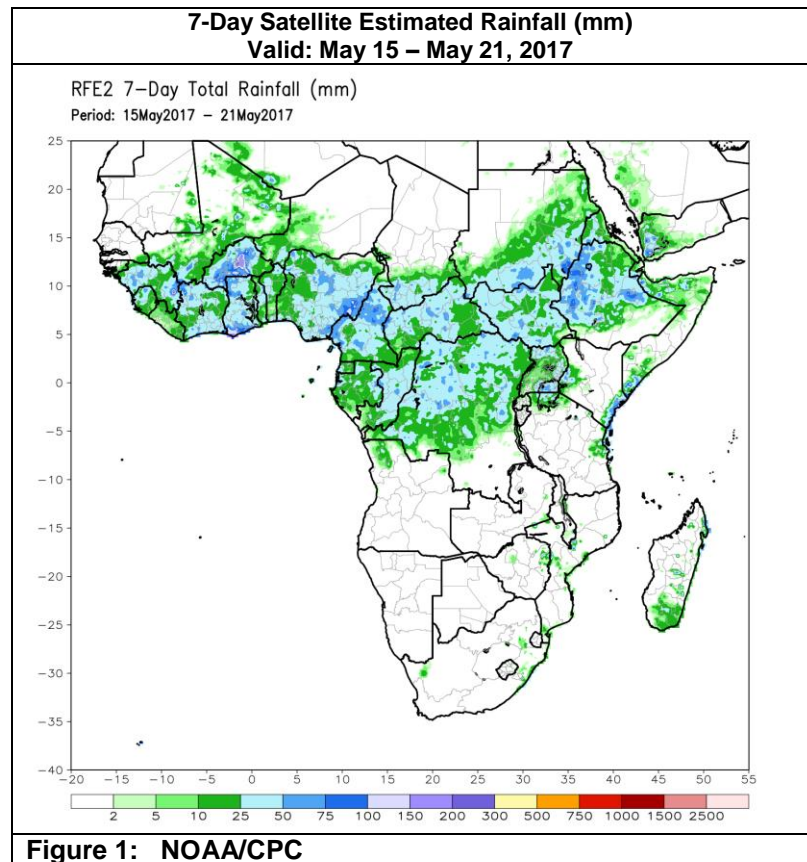 7-Day Satellite Estimated Rainfall (mm)
Valid: May 15 – May 21, 2017
RFE2 7-Day Total Rainfall (mm)
Period: 15May2017 – 21May2017
25
20
15
10
5
0
−5
−10
−15
−20
−25
−30
−35
−40
−20 −15 −10 −5 0 5 10 15 20 25 30 35 40 45 50 55
2 5 10 25 50 75 100 150 200 300 500 750 1000 1500 2500
Figure 1: NOAA/CPC